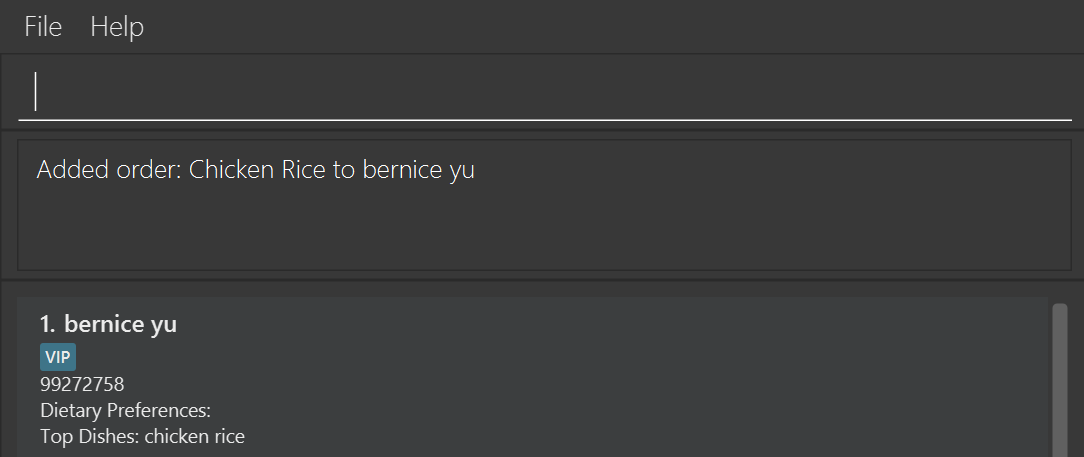 File Help
Added order: Chicken Rice to bernice yu
1. bernice yu
VIP
99272758
Dietary Preferences:
Top Dishes: chicken rice